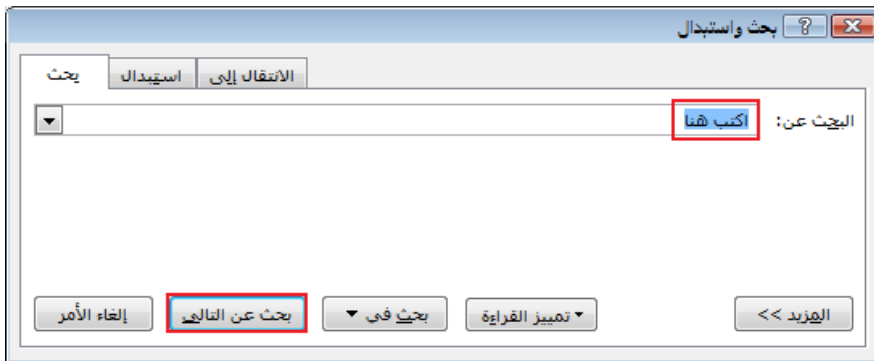 بحث واستبدال
بحث استبدال الانتقال إلى
البحث عن: اكتب هنا
المزيد >> تمييز القراءة بحث في بحث عن التالي إلغاء الأمر